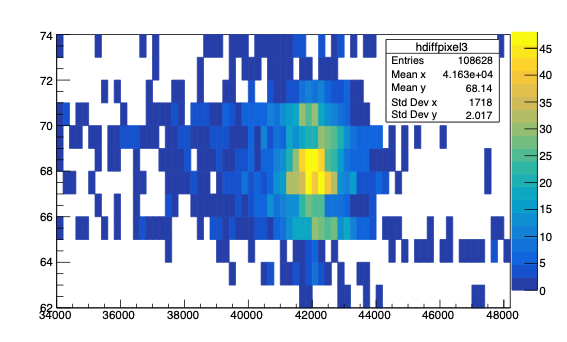 hdiffpixel3
Entries 108628
Mean x 4.163e+04
Mean y 68.14
Std Dev x 1718
Std Dev y 2.017
74
72
70
68
66
64
62
34000 36000 38000 40000 42000 44000 46000 48000
45
40
35
30
25
20
15
10
5
0